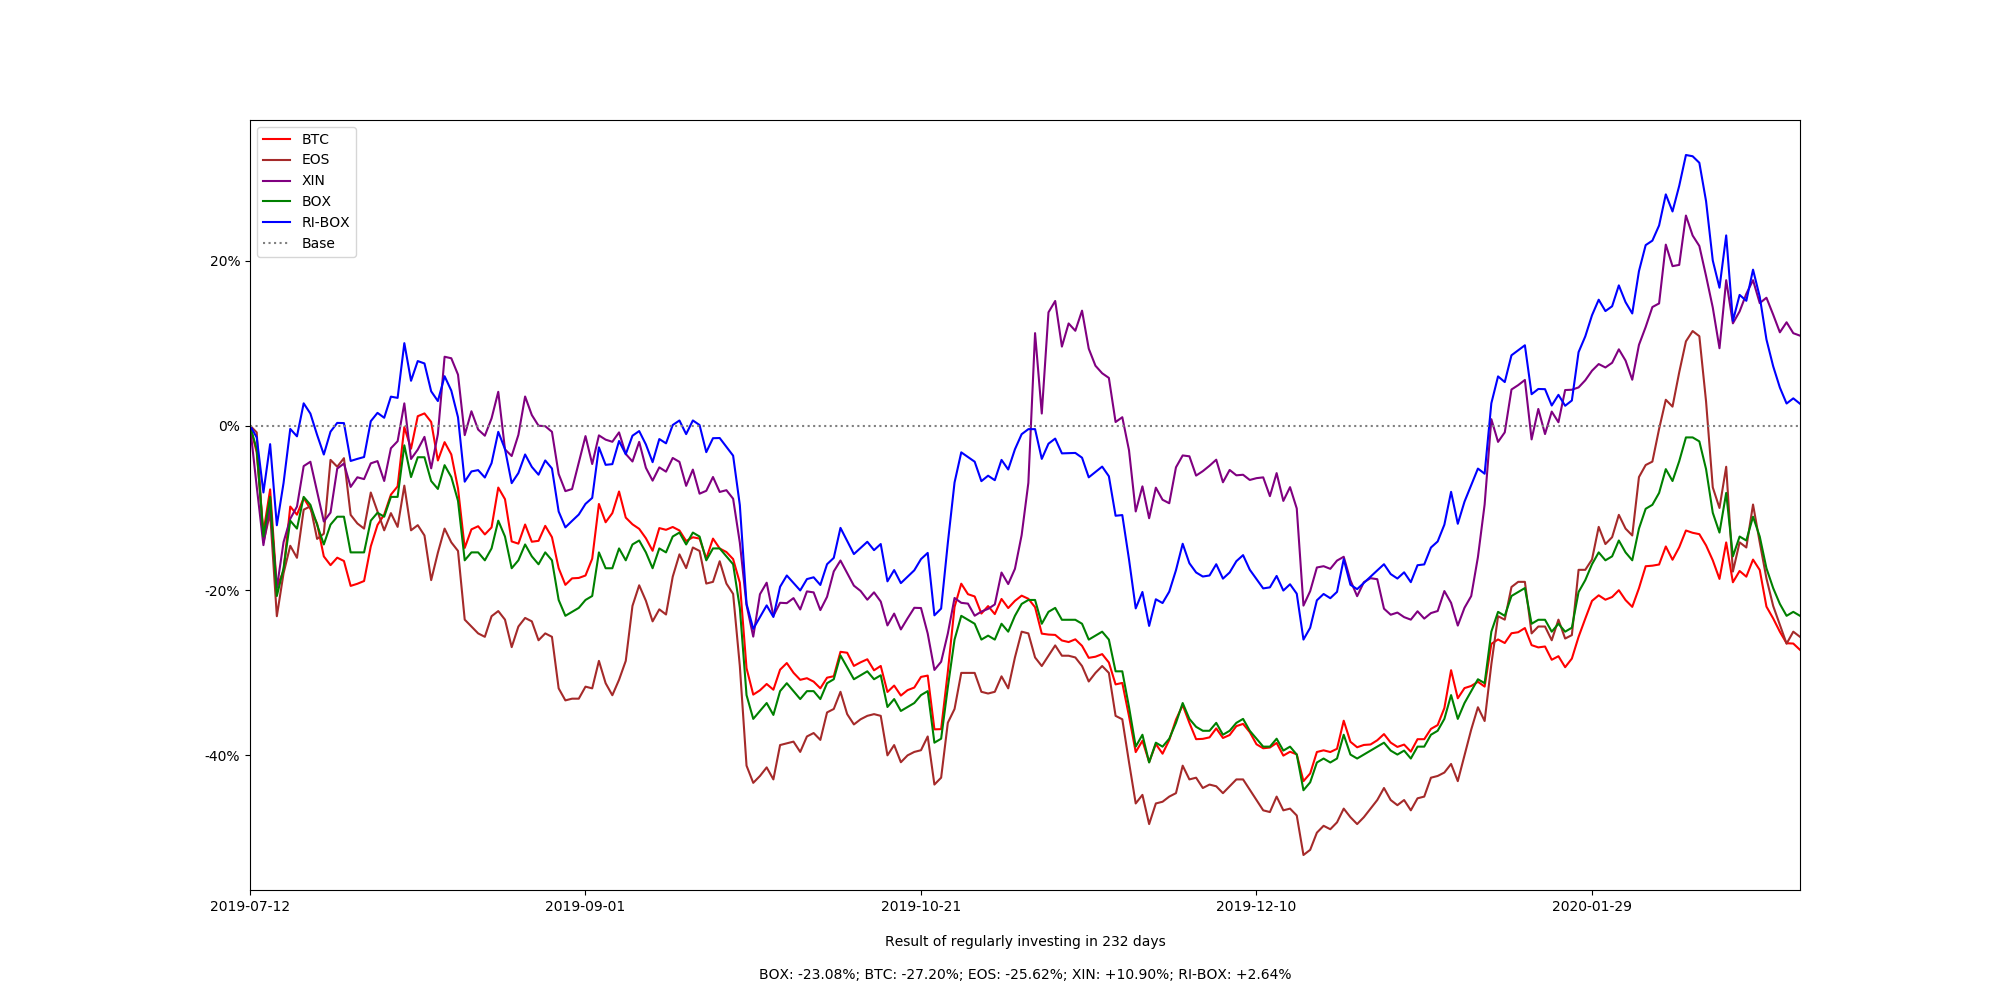 BTC
EOS
XIN
BOX
RI-BOX
Base
20%
0%
-20%
-40%
2019-07-12 2019-09-01 2019-10-21 2019-12-10 2020-01-29
Result of regularly investing in 232 days
BOX: -23.08%; BTC: -27.20%; EOS: -25.62%; XIN: +10.90%; RI-BOX: +2.64%